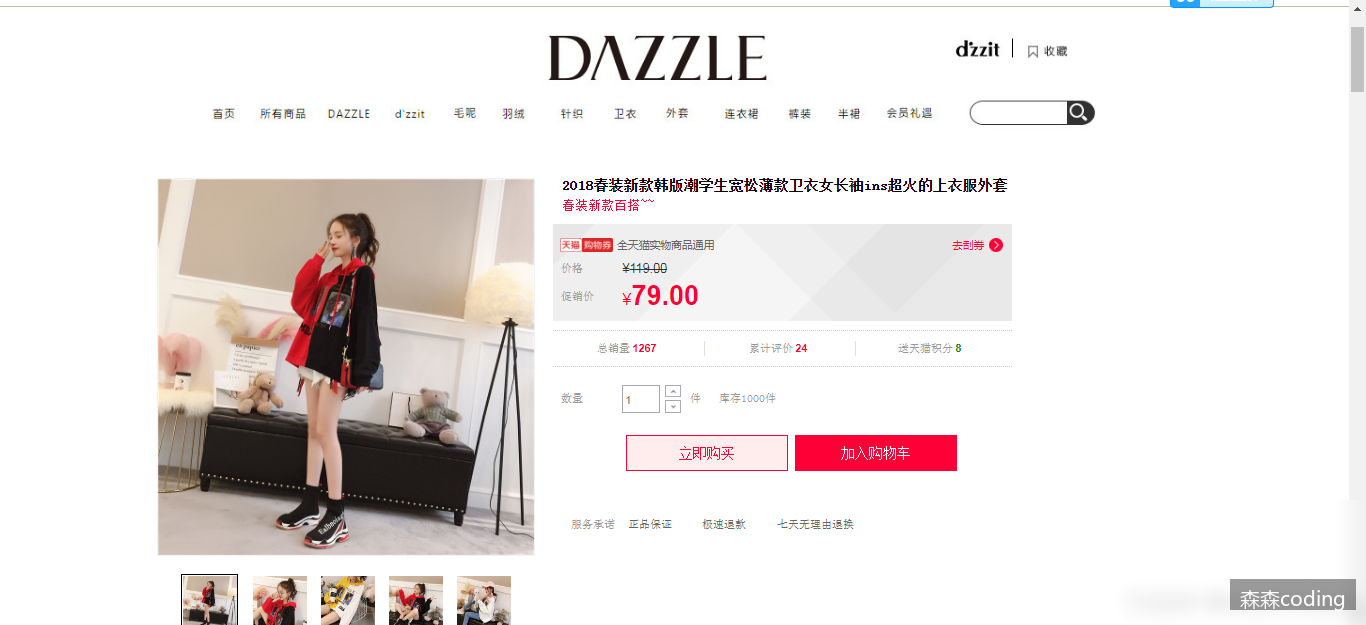 DAZZLE
d'zzit
收藏
首页 所有商品 DAZZLE d'zzit 毛呢 羽绒 针织 卫衣 外套 连衣裙 裤装 半裙 会员礼遇
2018春装新款韩版潮学生宽松薄款卫衣女长袖ins超火的上衣服外套
春装新款百搭~~
天猫 购物券 全天猫实物商品通用 去刮券
价格 ¥119.00
促销价 ¥79.00
总销量 1267 累计评价 24 送天猫积分 8
数量 1 件 库存1000件
立即购买 加入购物车
服务承诺 正品保证 极速退款 七天无理由退换
森森coding